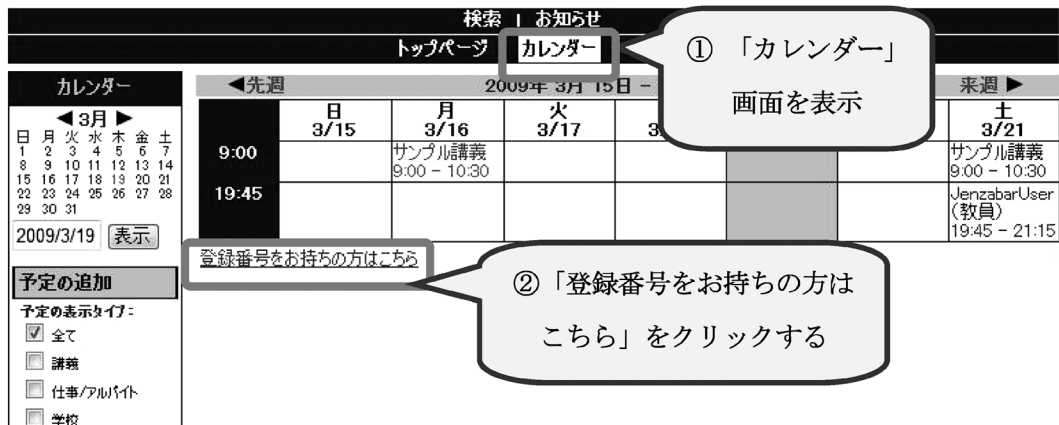 検索 | お知らせ
トップページ カレンダー
① 「カレンダー」
画面を表示
カレンダー
◀3月▶
日 月 火 水 木 金 土
1 2 3 4 5 6 7
8 9 10 11 12 13 14
15 16 17 18 19 20 21
22 23 24 25 26 27 28
29 30 31
2009/3/19 表示
予定の追加
予定の表示タイプ:
全て
講義
仕事/アルバイト
学校
◀先週 2009年 3月 15日 - 来週▶
日 月 火 土
3/15 3/16 3/17 3/21
9:00 サンプル講義 サンプル講義
9:00 - 10:30 9:00 - 10:30
19:45 JenzabarUser
(教員)
19:45 - 21:15
登録番号をお持ちの方はこちら
②「登録番号をお持ちの方は
こちら」をクリックする